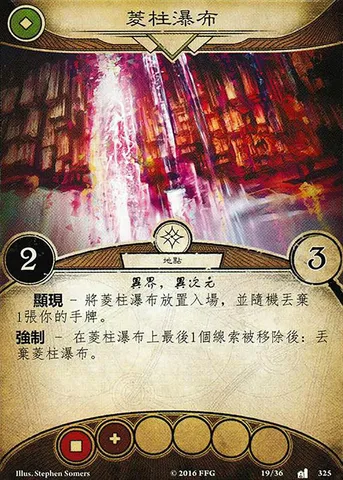 菱柱瀑布
2
地點
3
異界，異次元
顯現 - 將菱柱瀑布放置入場，並隨機丟棄
1張你的手牌。
強制 - 在菱柱瀑布上最後1個線索被移除後：丟
棄菱柱瀑布。
Illus. Stephen Somers
© 2016 FFG
19/36
325